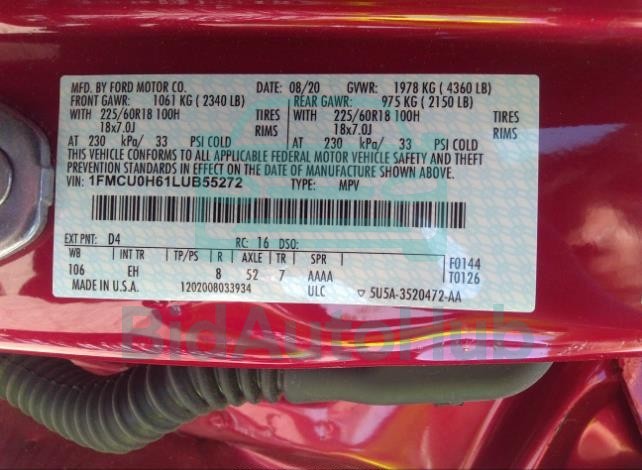 MFD. BY FORD MOTOR CO. DATE: 08/20 GVWR: 1978 KG ( 4360 LB)
FRONT GAWR: 1061 KG ( 2340 LB) REAR GAWR: 975 KG ( 2150 LB)
WITH 225/60R18 100H TIRES WITH 225/60R18 100H TIRES
18x7.0J RIMS 18x7.0J RIMS
AT 230 kPa/ 33 PSI COLD AT 230 kPa/ 33 PSI COLD
THIS VEHICLE CONFORMS TO ALL APPLICABLE FEDERAL MOTOR VEHICLE SAFETY AND THEFT
PREVENTION STANDARDS IN EFFECT ON THE DATE OF MANUFACTURE SHOWN ABOVE.
VIN: 1FMCU0H61LUB55272 TYPE: MPV
EXT PNT: D4 RC: 16 DSO: F0144
WB INT TR TP/PS R AXLE TR SPR T0126
106 EH 8 52 7 AAAA
MADE IN U.S.A. 1202008033934 ULC ▽ 5U5A-3520472-AA
BidAutoHub